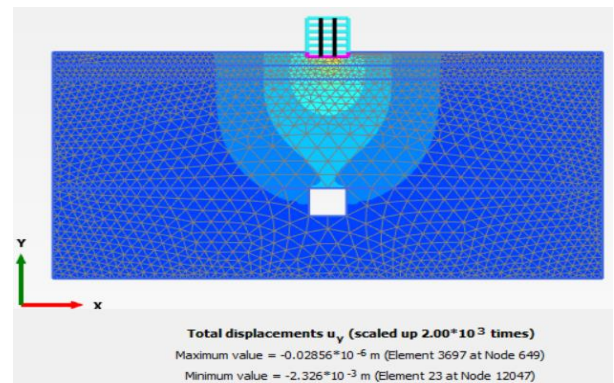 Y
X
Total displacements u_y (scaled up 2.00*10^3 times)
Maximum value = -0.02856*10^-6 m (Element 3697 at Node 649)
Minimum value = -2.326*10^-3 m (Element 23 at Node 12047)